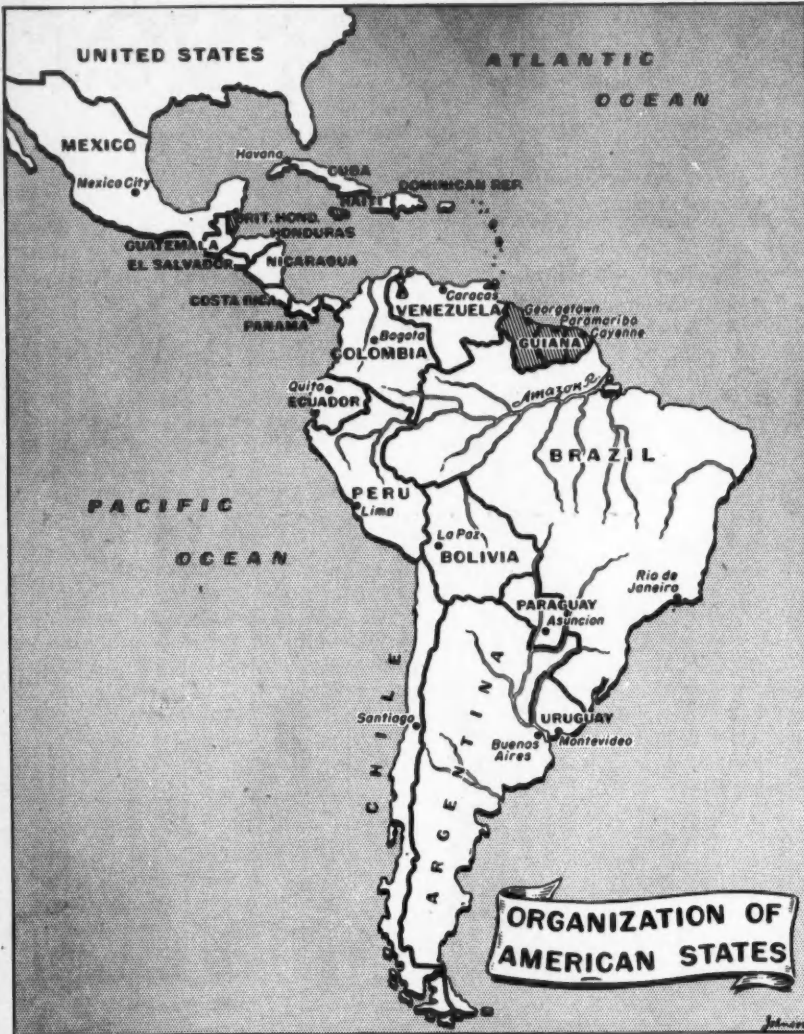 UNITED STATES
ATLANTIC
OCEAN
MEXICO
Mexico City
Havana
CUBA
HAITI
DOMINICAN REP.
BRIT. HOND.
HONDURAS
GUATEMALA
EL SALVADOR
NICARAGUA
COSTA RICA
PANAMA
Caracas
VENEZUELA
Georgetown
Paramaribo
Cayenne
GUIANA
Bogota
COLOMBIA
Quito
ECUADOR
Amazon R.
BRAZIL
PERU
Lima
PACIFIC
OCEAN
La Paz
BOLIVIA
Rio de
Janeiro
PARAGUAY
Asuncion
CHILE
ARGENTINA
Santiago
URUGUAY
Buenos
Aires
Montevideo
ORGANIZATION OF
AMERICAN STATES